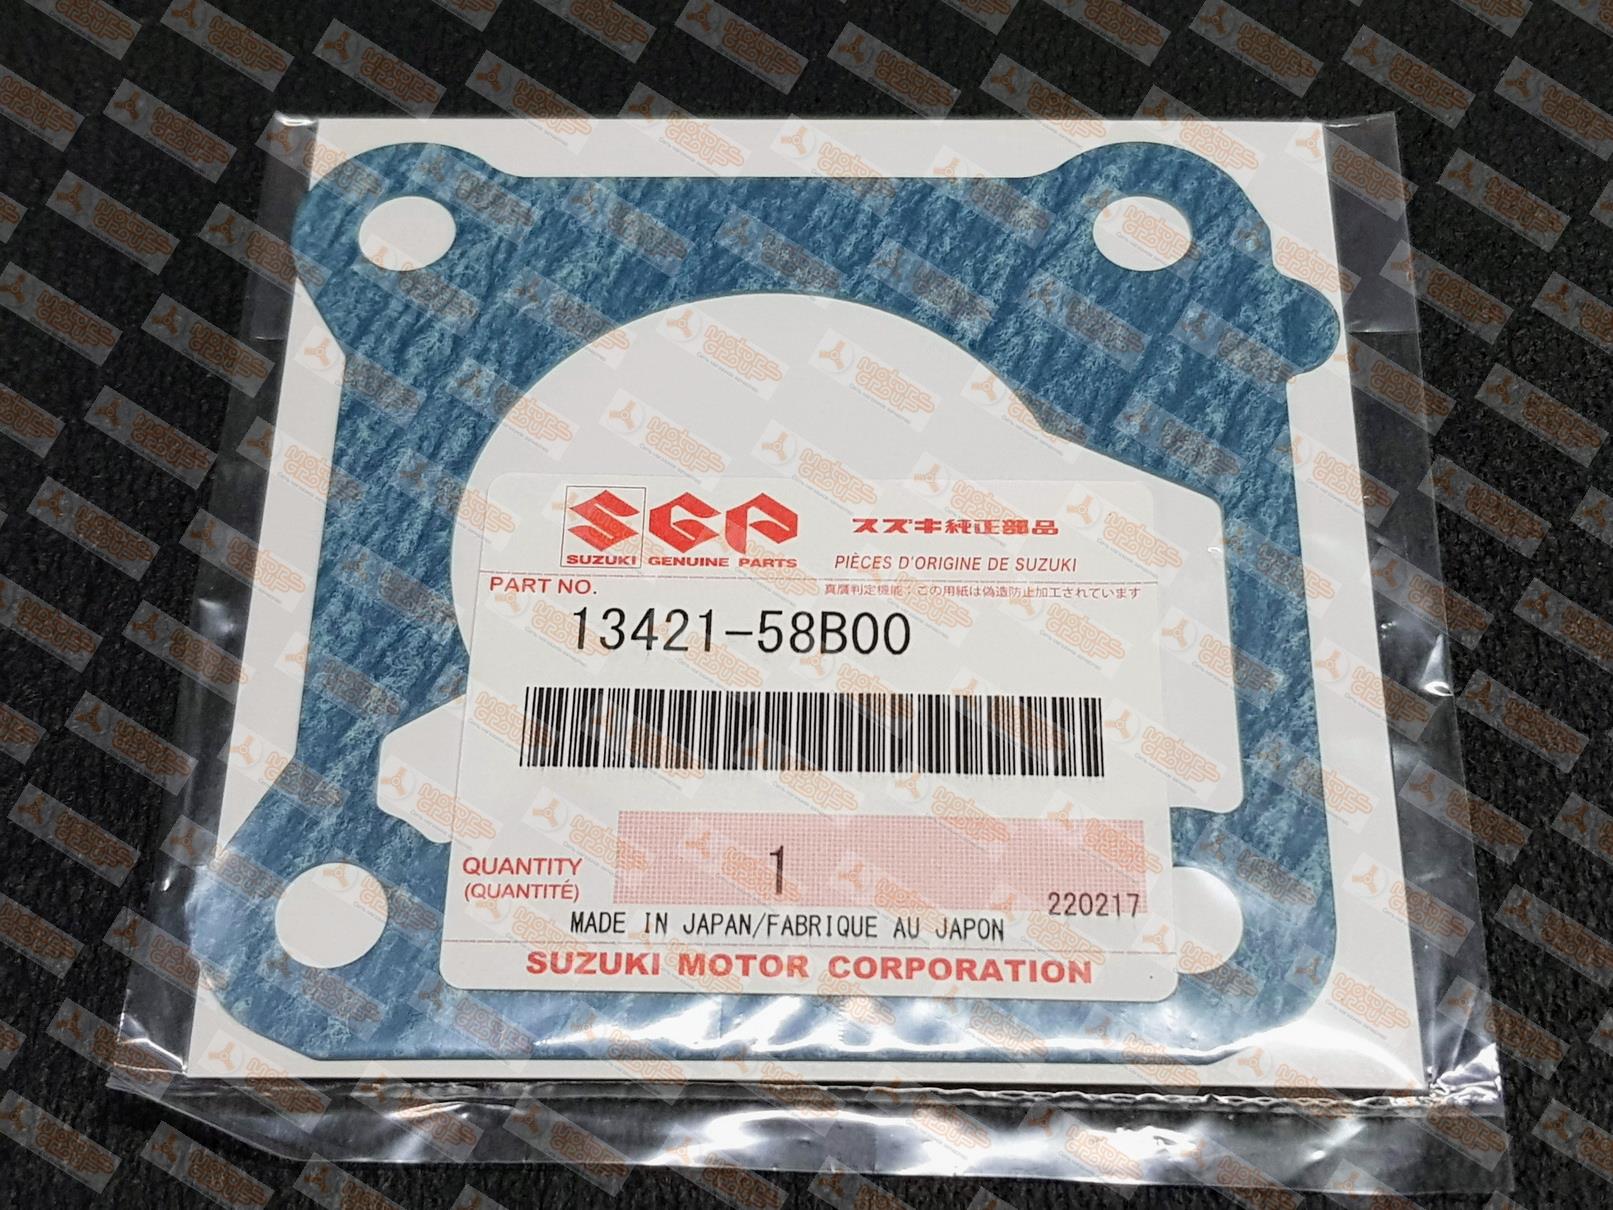 SGP スズキ純正部品
SUZUKI GENUINE PARTS PIÈCES D'ORIGINE DE SUZUKI
PART NO. 真贋判定機能：この用紙は偽造防止加工されています
13421-58B00
QUANTITY 1
(QUANTITÉ) 220217
MADE IN JAPAN/FABRIQUE AU JAPON
SUZUKI MOTOR CORPORATION